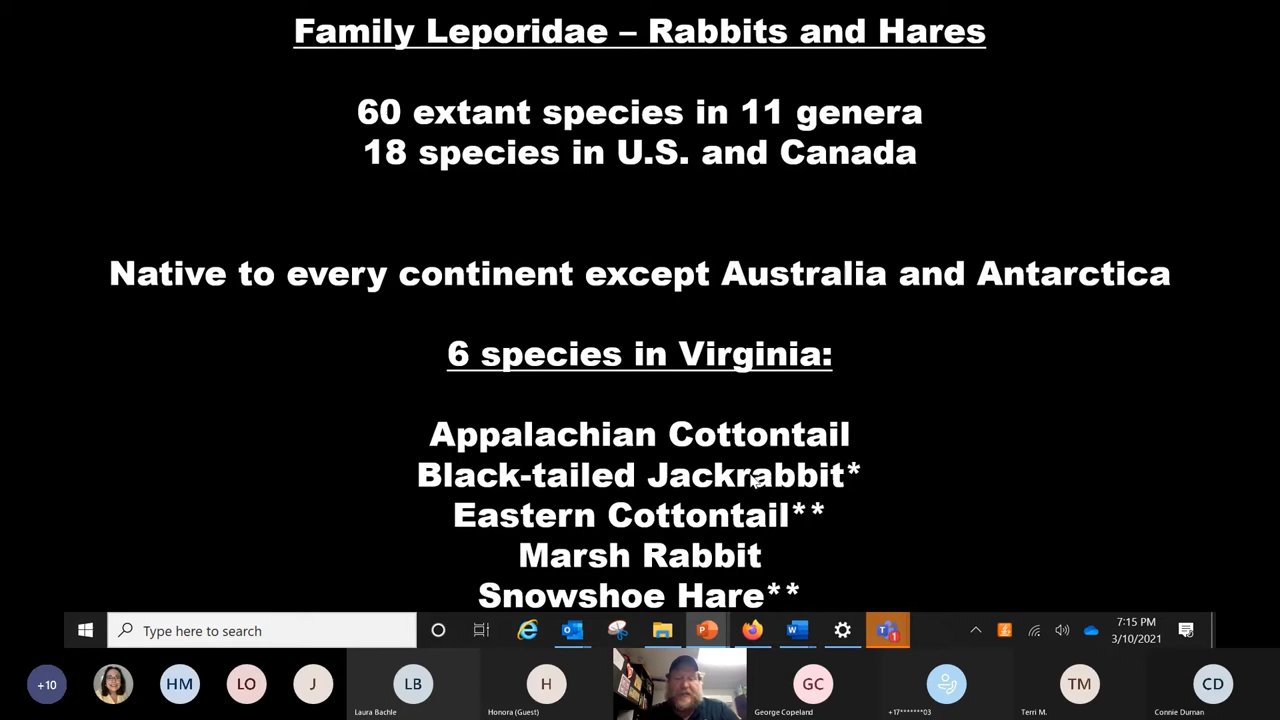 Family Leporidae – Rabbits and Hares
60 extant species in 11 genera
18 species in U.S. and Canada
Native to every continent except Australia and Antarctica
6 species in Virginia:
Appalachian Cottontail
Black-tailed Jackrabbit*
Eastern Cottontail**
Marsh Rabbit
Snowshoe Hare**
Type here to search
7:15 PM
3/10/2021
+10
HM
LO
J
LB
Laura Bachle
H
Honora (Guest)
GC
George Copeland
+17*******03
TM
Terri M.
CD
Connie Durnan